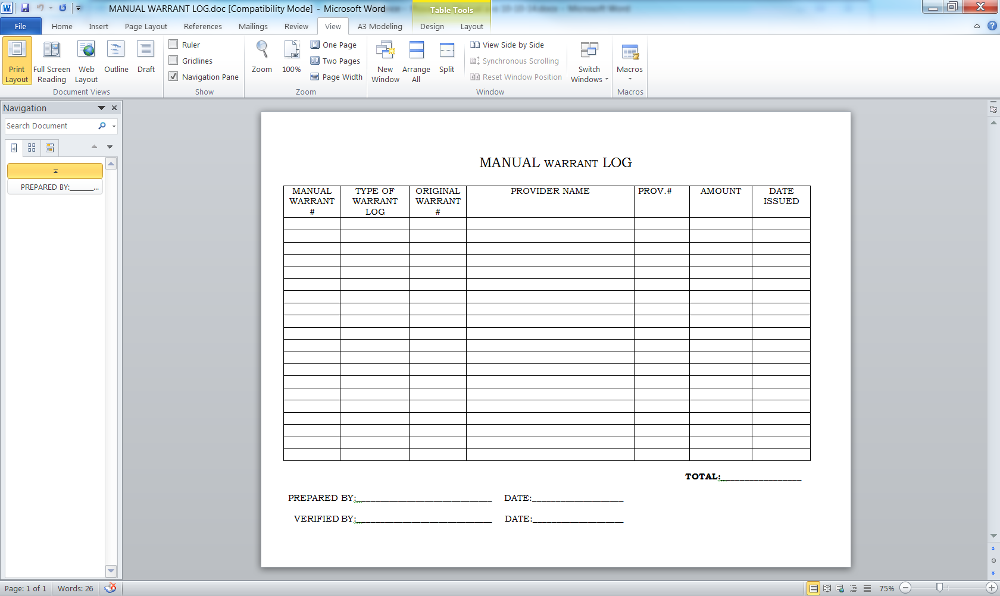 MANUAL WARRANT LOG.doc [Compatibility Mode] - Microsoft Word
Table Tools
File Home Insert Page Layout References Mailings Review View A3 Modeling Design Layout
Print Layout
Full Screen Reading
Web Layout
Outline
Draft
Document Views
Ruler
Gridlines
Navigation Pane
Show
Zoom
100%
One Page
Two Pages
Page Width
Zoom
New Window
Arrange All
Split
View Side by Side
Synchronous Scrolling
Reset Window Position
Switch Windows
Window
Macros
Macros
Navigation
Search Document
PREPARED BY:_______...
MANUAL WARRANT LOG
MANUAL WARRANT #
TYPE OF WARRANT LOG
ORIGINAL WARRANT #
PROVIDER NAME
PROV.#
AMOUNT
DATE ISSUED
TOTAL:__________________
PREPARED BY:______________________________ DATE:____________________
VERIFIED BY:______________________________ DATE:____________________
Page: 1 of 1 Words: 26 75%